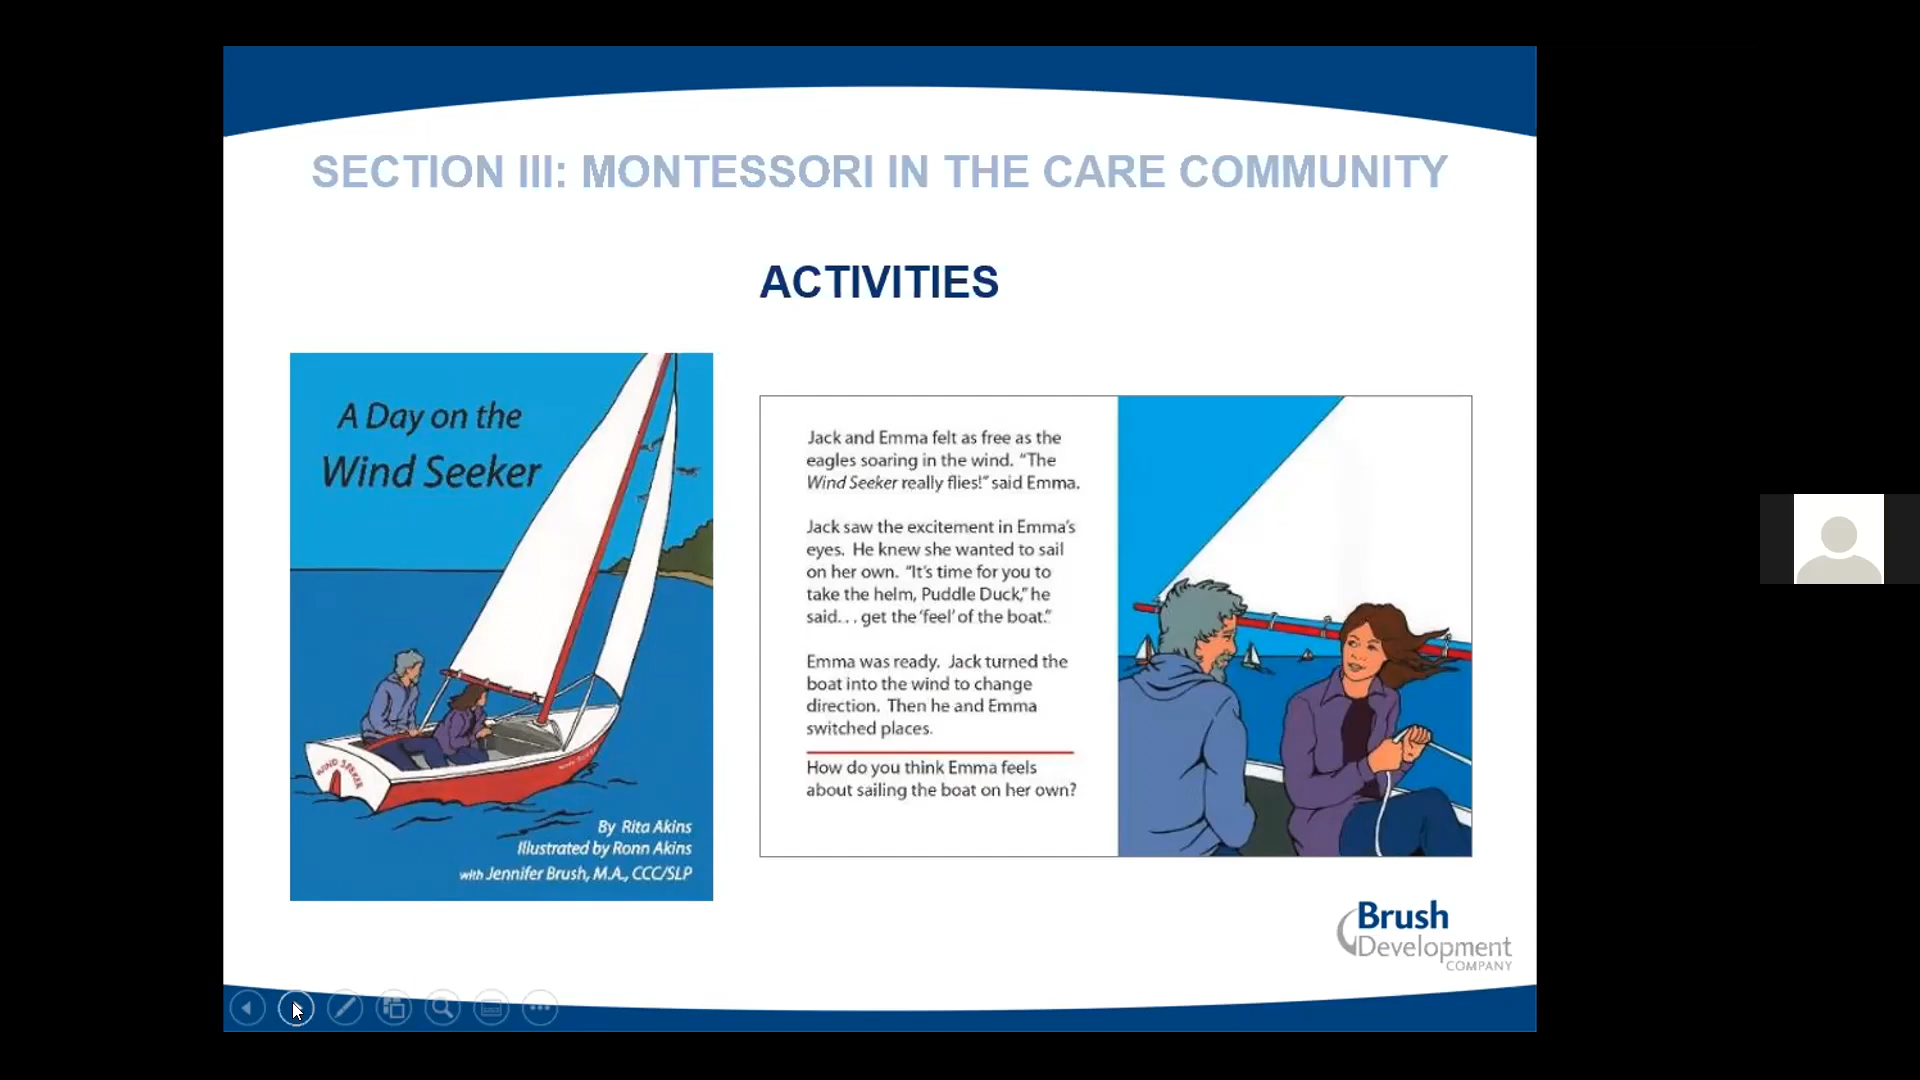 SECTION III: MONTESSORI IN THE CARE COMMUNITY
ACTIVITIES
A Day on the
Wind Seeker
WIND SEEKER
WIND SEEKER
By Rita Akins
Illustrated by Ronn Akins
with Jennifer Brush, M.A., CCC/SLP
Jack and Emma felt as free as the
eagles soaring in the wind. “The
Wind Seeker really flies!” said Emma.
Jack saw the excitement in Emma’s
eyes. He knew she wanted to sail
on her own. “It’s time for you to
take the helm, Puddle Duck,” he
said. . . get the ‘feel’ of the boat.”
Emma was ready. Jack turned the
boat into the wind to change
direction. Then he and Emma
switched places.
How do you think Emma feels
about sailing the boat on her own?
Brush
Development
COMPANY